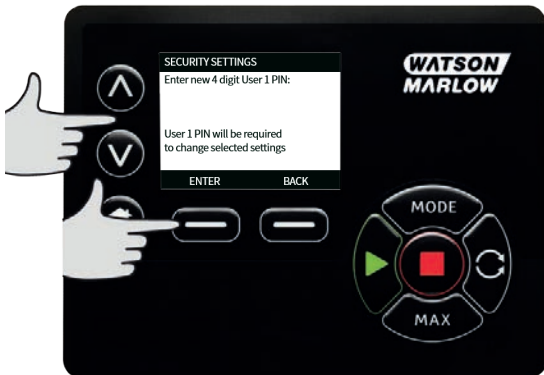 SECURITY SETTINGS
Enter new 4 digit User 1 PIN:
User 1 PIN will be required
to change selected settings
ENTER BACK
WATSON
MARLOW
MODE
MAX